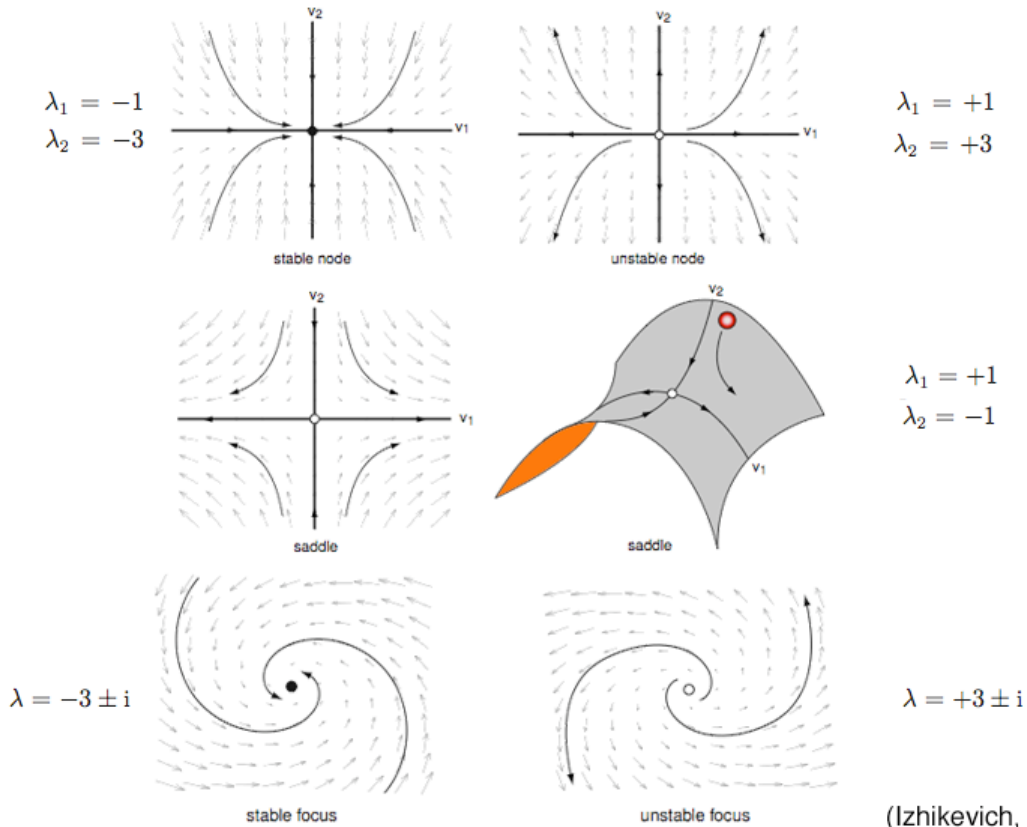 v₂
v₂
λ₁ = −1
λ₂ = −3
v₁
v₁
λ₁ = +1
λ₂ = +3
stable node
unstable node
v₂
v₂
λ₁ = +1
λ₂ = −1
v₁
v₁
saddle
saddle
λ = −3 ± i
λ = +3 ± i
stable focus
unstable focus
(Izhikevich,